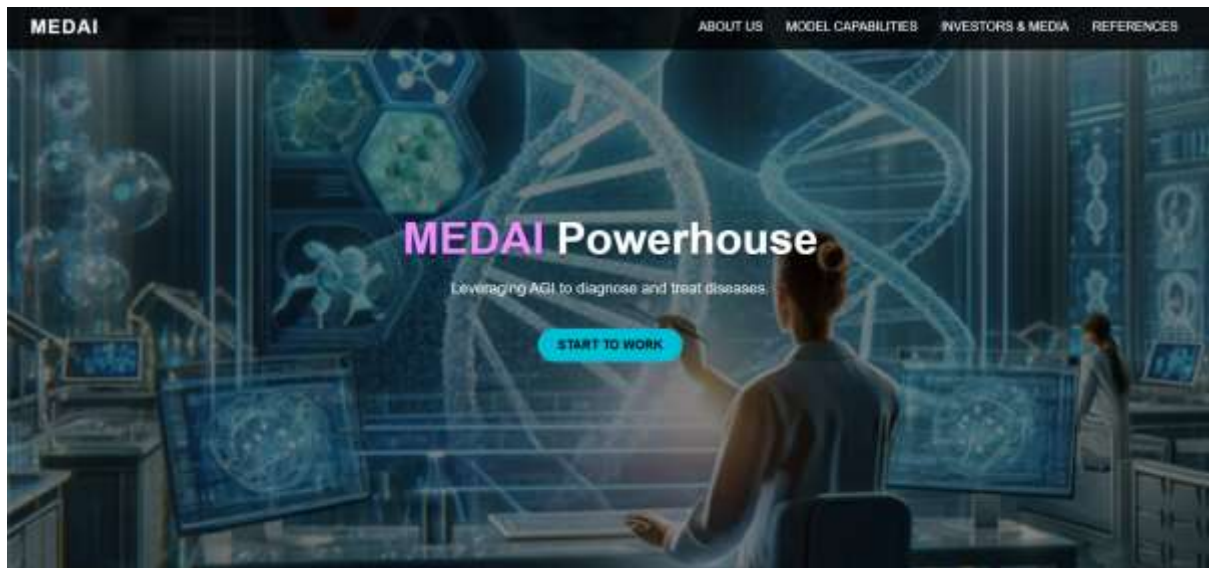 MEDAI
ABOUT US MODEL CAPABILITIES INVESTORS & MEDIA REFERENCES
MEDAI Powerhouse
Leveraging AGI to diagnose and treat diseases.
START TO WORK